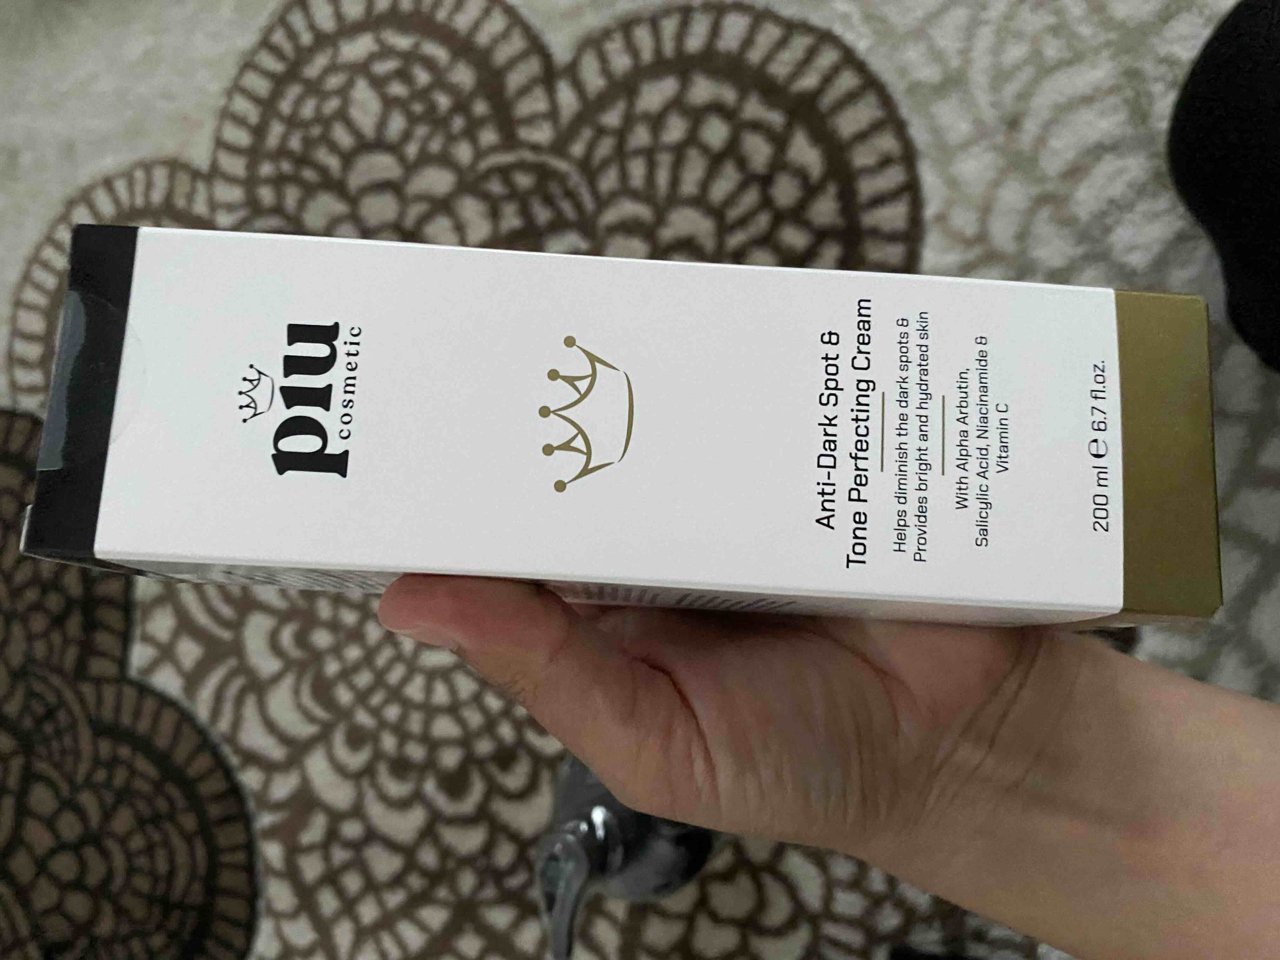 piu
cosmetic
Anti-Dark Spot &
Tone Perfecting Cream
Helps diminish the dark spots &
Provides bright and hydrated skin
With Alpha Arbutin,
Salicylic Acid, Niacinamide &
Vitamin C
200 ml ℮ 6.7 fl.oz.